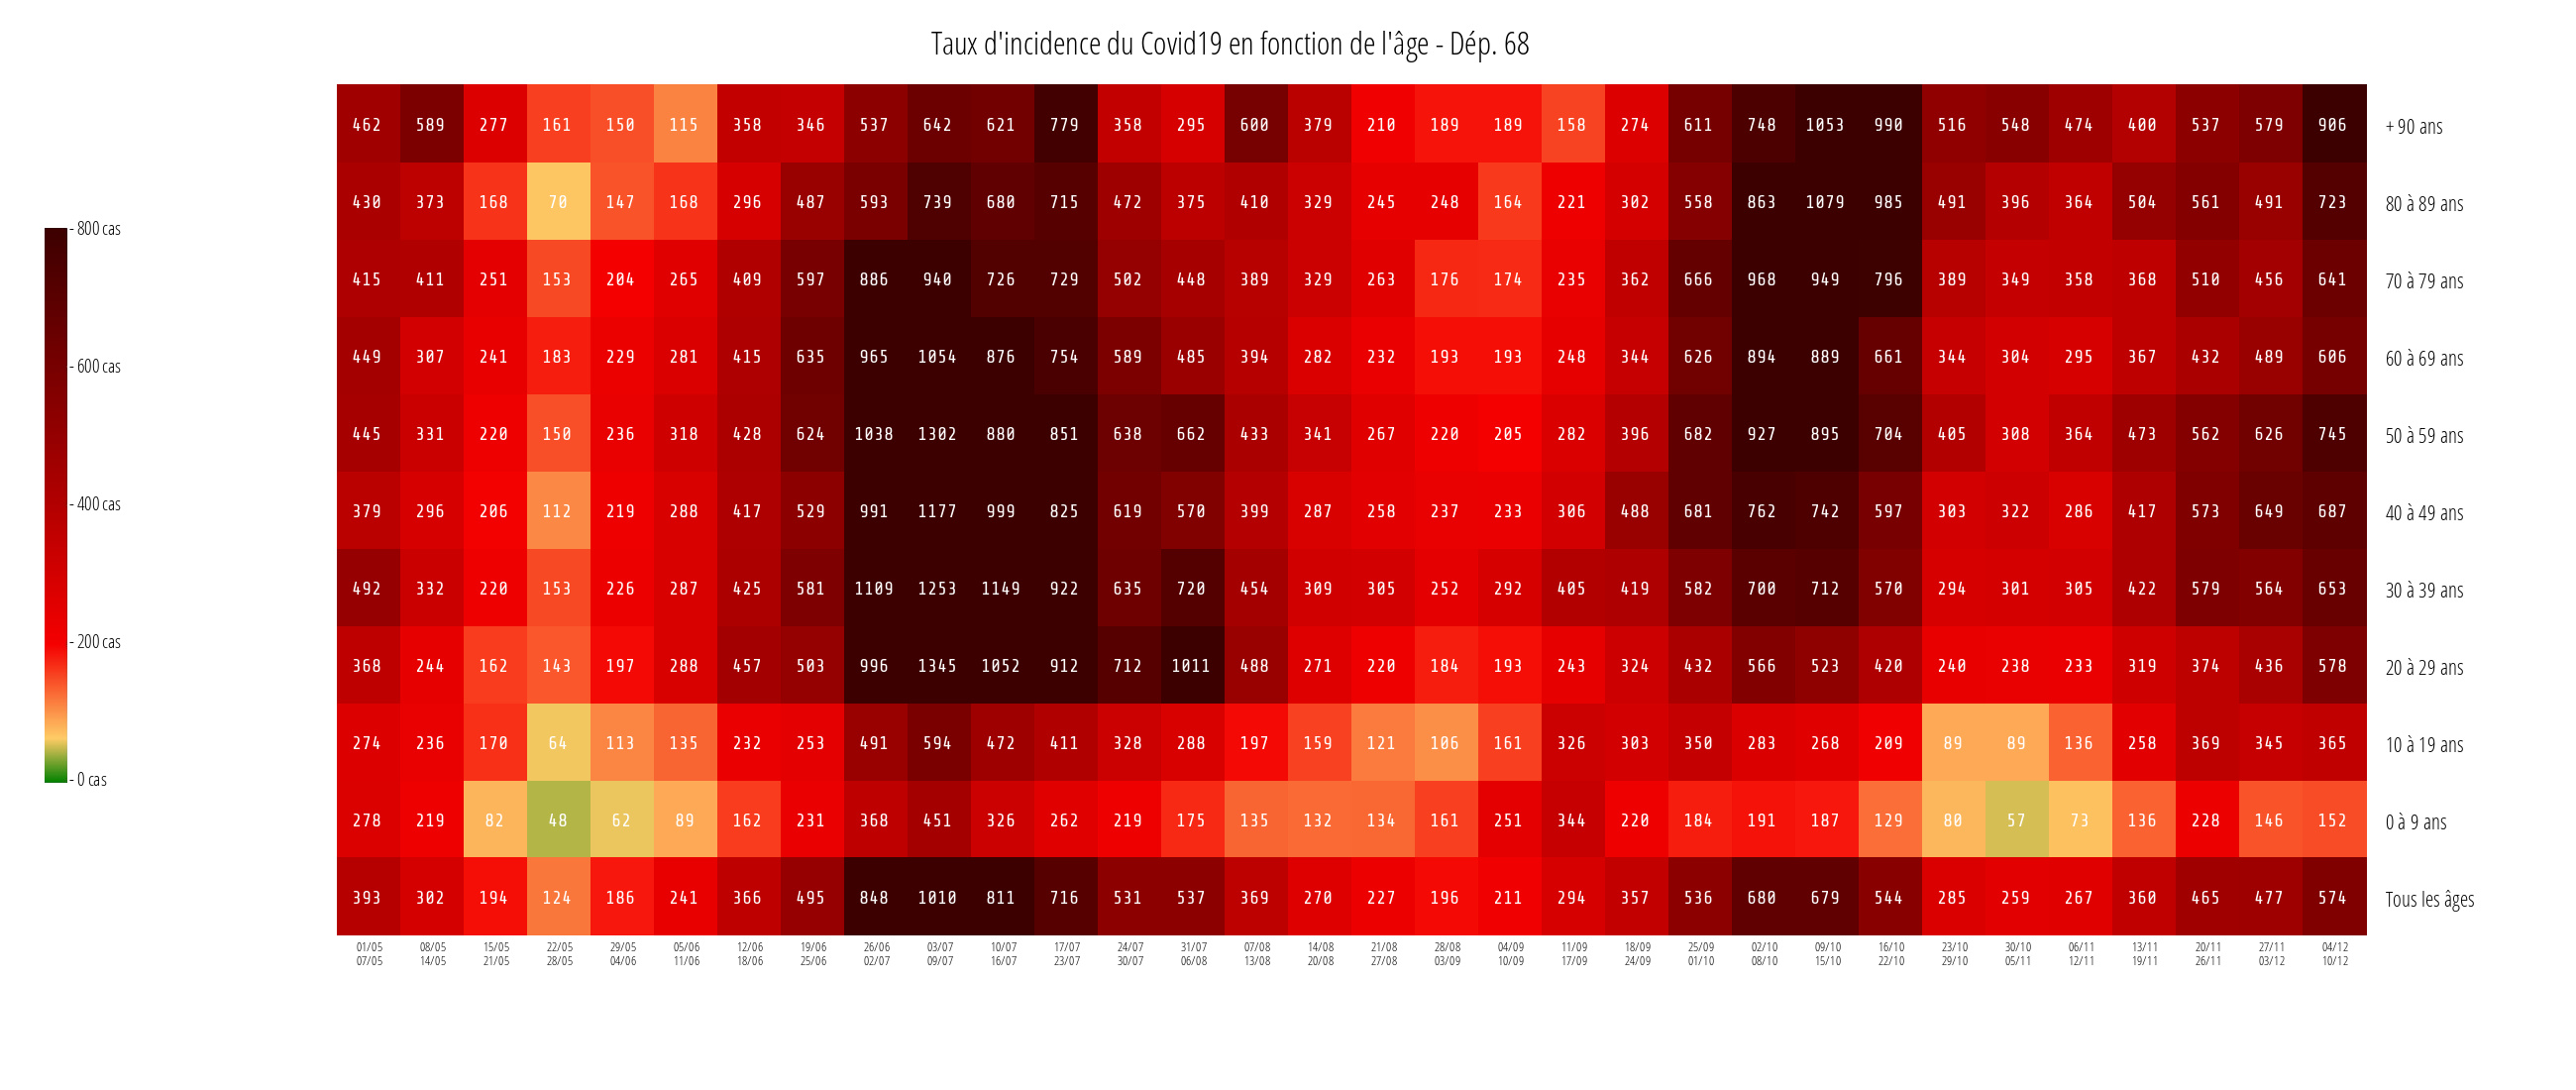 Taux d'incidence du Covid19 en fonction de l'âge - Dép. 68
462 589 277 161 150 115 358 346 537 642 621 779 358 295 600 379 210 189 189 158 274 611 748 1053 990 516 548 474 400 537 579 906 + 90 ans
430 373 168 70 147 168 296 487 593 739 680 715 472 375 410 329 245 248 164 221 302 558 863 1079 985 491 396 364 504 561 491 723 80 à 89 ans
- 800 cas
415 411 251 153 204 265 409 597 886 940 726 729 502 448 389 329 263 176 174 235 362 666 968 949 796 389 349 358 368 510 456 641 70 à 79 ans
449 307 241 183 229 281 415 635 965 1054 876 754 589 485 394 282 232 193 193 248 344 626 894 889 661 344 304 295 367 432 489 606 60 à 69 ans
- 600 cas
445 331 220 150 236 318 428 624 1038 1302 880 851 638 662 433 341 267 220 205 282 396 682 927 895 704 405 308 364 473 562 626 745 50 à 59 ans
- 400 cas
379 296 206 112 219 288 417 529 991 1177 999 825 619 570 399 287 258 237 233 306 488 681 762 742 597 303 322 286 417 573 649 687 40 à 49 ans
492 332 220 153 226 287 425 581 1109 1253 1149 922 635 720 454 309 305 252 292 405 419 582 700 712 570 294 301 305 422 579 564 653 30 à 39 ans
- 200 cas
368 244 162 143 197 288 457 503 996 1345 1052 912 712 1011 488 271 220 184 193 243 324 432 566 523 420 240 238 233 319 374 436 578 20 à 29 ans
274 236 170 64 113 135 232 253 491 594 472 411 328 288 197 159 121 106 161 326 303 350 283 268 209 89 89 136 258 369 345 365 10 à 19 ans
- 0 cas
278 219 82 48 62 89 162 231 368 451 326 262 219 175 135 132 134 161 251 344 220 184 191 187 129 80 57 73 136 228 146 152 0 à 9 ans
393 302 194 124 186 241 366 495 848 1010 811 716 531 537 369 270 227 196 211 294 357 536 680 679 544 285 259 267 360 465 477 574 Tous les âges
01/05 08/05 15/05 22/05 29/05 05/06 12/06 19/06 26/06 03/07 10/07 17/07 24/07 31/07 07/08 14/08 21/08 28/08 04/09 11/09 18/09 25/09 02/10 09/10 16/10 23/10 30/10 06/11 13/11 20/11 27/11 04/12
07/05 14/05 21/05 28/05 04/06 11/06 18/06 25/06 02/07 09/07 16/07 23/07 30/07 06/08 13/08 20/08 27/08 03/09 10/09 17/09 24/09 01/10 08/10 15/10 22/10 29/10 05/11 12/11 19/11 26/11 03/12 10/12